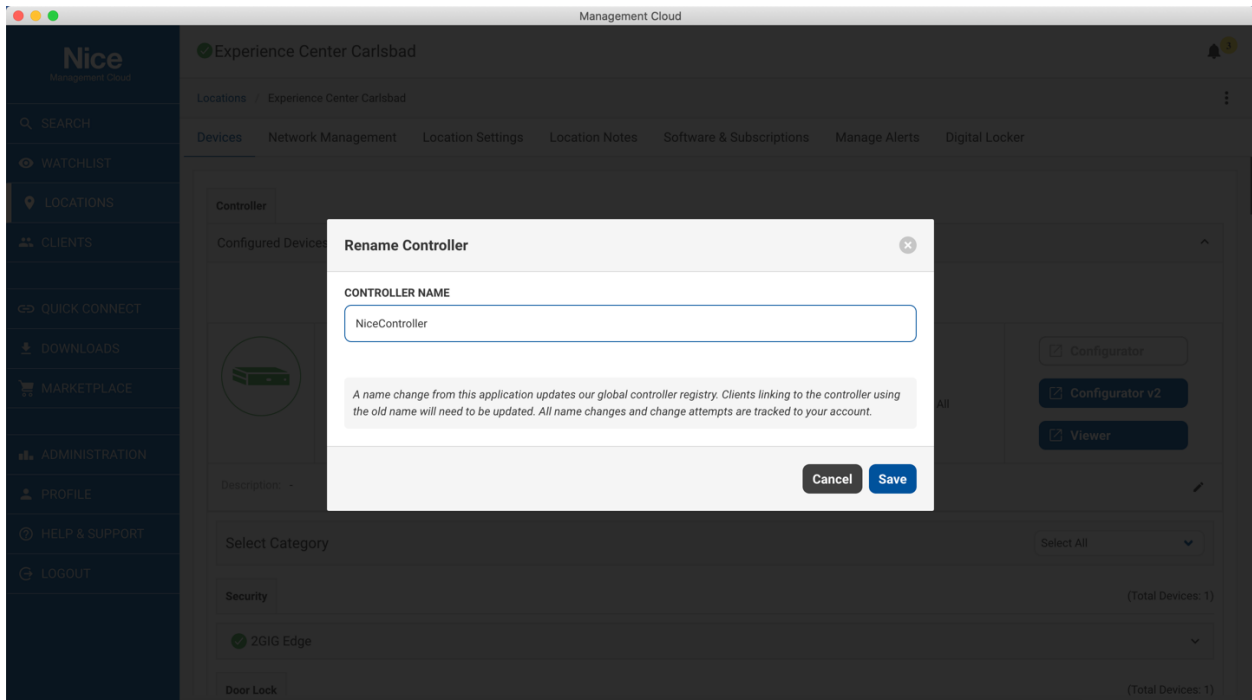 Management Cloud
Nice
Management Cloud
SEARCH
WATCHLIST
LOCATIONS
CLIENTS
QUICK CONNECT
DOWNLOADS
MARKETPLACE
ADMINISTRATION
PROFILE
HELP & SUPPORT
LOGOUT
Experience Center Carlsbad
3
Locations / Experience Center Carlsbad
Devices Network Management Location Settings Location Notes Software & Subscriptions Manage Alerts Digital Locker
Controller
Configured Devices
Rename Controller
CONTROLLER NAME
NiceController
A name change from this application updates our global controller registry. Clients linking to the controller using
the old name will need to be updated. All name changes and change attempts are tracked to your account.
Cancel Save
All
Configurator
Configurator v2
Viewer
Description: -
Select Category
Select All
Security
(Total Devices: 1)
2GIG Edge
Door Lock
(Total Devices: 1)